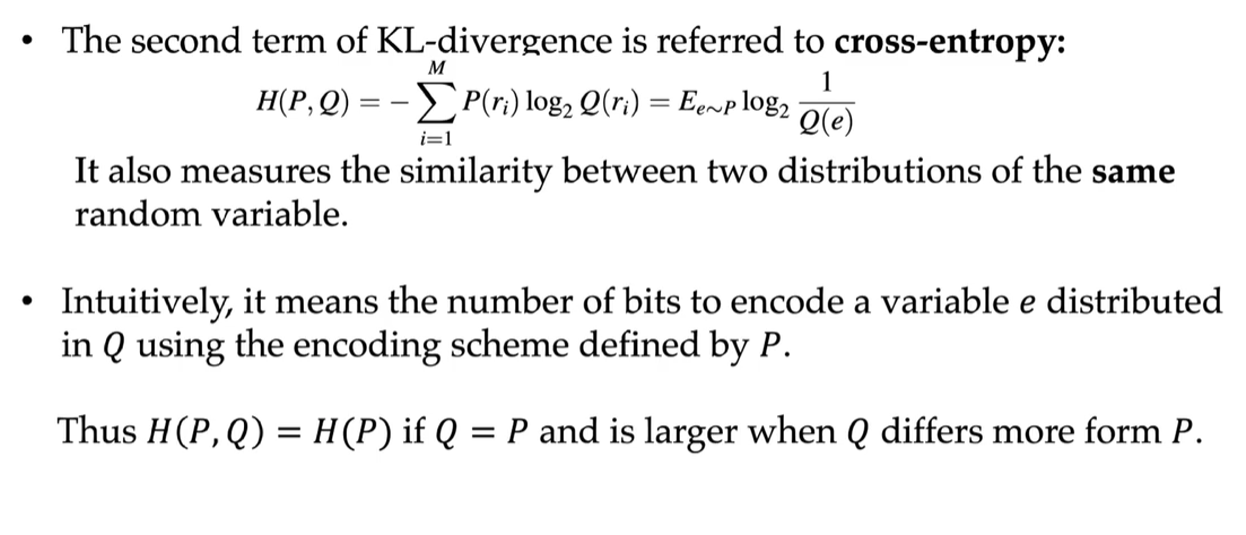 • The second term of KL-divergence is referred to cross-entropy:
H(P, Q) = − ∑_{i=1}^{M} P(r_i) log_2 Q(r_i) = E_{e∼P} log_2 \frac{1}{Q(e)}
It also measures the similarity between two distributions of the same
random variable.
• Intuitively, it means the number of bits to encode a variable e distributed
in Q using the encoding scheme defined by P.
Thus H(P, Q) = H(P) if Q = P and is larger when Q differs more form P.